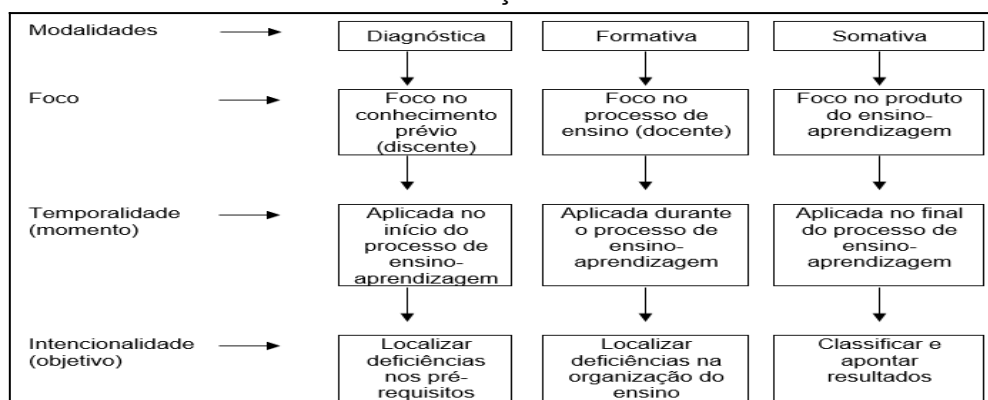 Modalidades
Diagnóstica
Formativa
Somativa
Foco
Foco no
conhecimento
prévio
(discente)
Foco no
processo de
ensino (docente)
Foco no produto
do ensino-
aprendizagem
Temporalidade
(momento)
Aplicada no
início do
processo de
ensino-
aprendizagem
Aplicada durante
o processo de
ensino-
aprendizagem
Aplicada no final
do processo de
ensino-
aprendizagem
Intencionalidade
(objetivo)
Localizar
deficiências
nos pré-
requisitos
Localizar
deficiências na
organização do
ensino
Classificar e
apontar
resultados